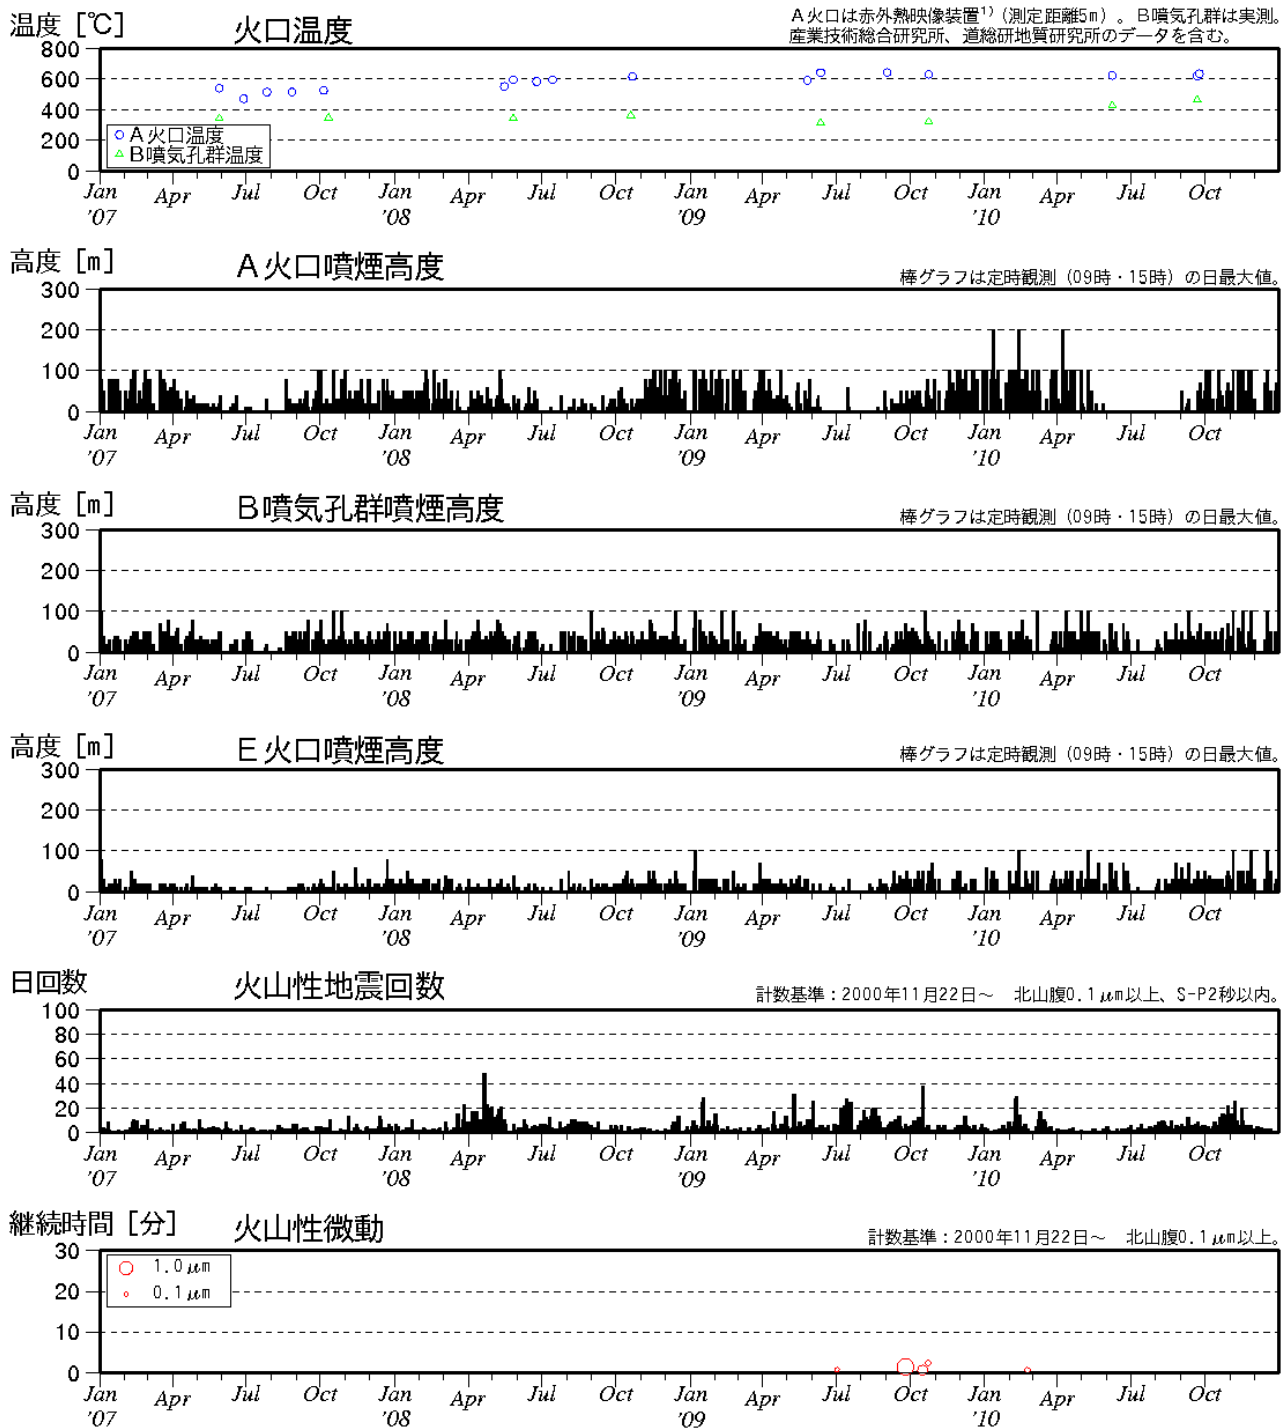 温度 [℃]
火口温度
A火口は赤外熱映像装置¹⁾ (測定距離5m) 。B噴気孔群は実測。
産業技術総合研究所、道総研地質研究所のデータを含む。
800
600
400
200
0
A火口温度
B噴気孔群温度
Jan Apr Jul Oct Jan Apr Jul Oct Jan Apr Jul Oct Jan Apr Jul Oct
'07 '08 '09 '10
高度 [m]
A火口噴煙高度
棒グラフは定時観測 (09時・15時) の日最大値。
300
200
100
0
Jan Apr Jul Oct Jan Apr Jul Oct Jan Apr Jul Oct Jan Apr Jul Oct
'07 '08 '09 '10
高度 [m]
B噴気孔群噴煙高度
棒グラフは定時観測 (09時・15時) の日最大値。
300
200
100
0
Jan Apr Jul Oct Jan Apr Jul Oct Jan Apr Jul Oct Jan Apr Jul Oct
'07 '08 '09 '10
高度 [m]
E火口噴煙高度
棒グラフは定時観測 (09時・15時) の日最大値。
300
200
100
0
Jan Apr Jul Oct Jan Apr Jul Oct Jan Apr Jul Oct Jan Apr Jul Oct
'07 '08 '09 '10
日回数
火山性地震回数
計数基準：2000年11月22日～　北山腹0.1μm以上、S-P2秒以内。
100
80
60
40
20
0
Jan Apr Jul Oct Jan Apr Jul Oct Jan Apr Jul Oct Jan Apr Jul Oct
'07 '08 '09 '10
継続時間 [分]
火山性微動
計数基準：2000年11月22日～　北山腹0.1μm以上。
30
20
10
0
1.0μm
0.1μm
Jan Apr Jul Oct Jan Apr Jul Oct Jan Apr Jul Oct Jan Apr Jul Oct
'07 '08 '09 '10